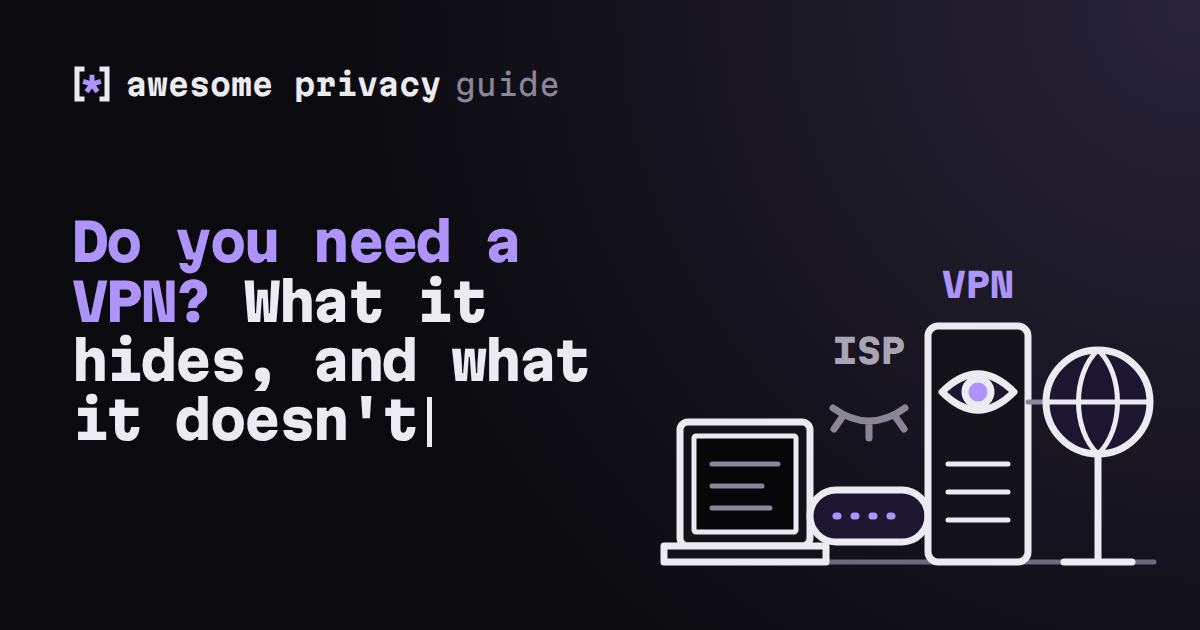 [*] awesome privacy guide
Do you need a
VPN? What it
hides, and what
it doesn't
VPN
ISP